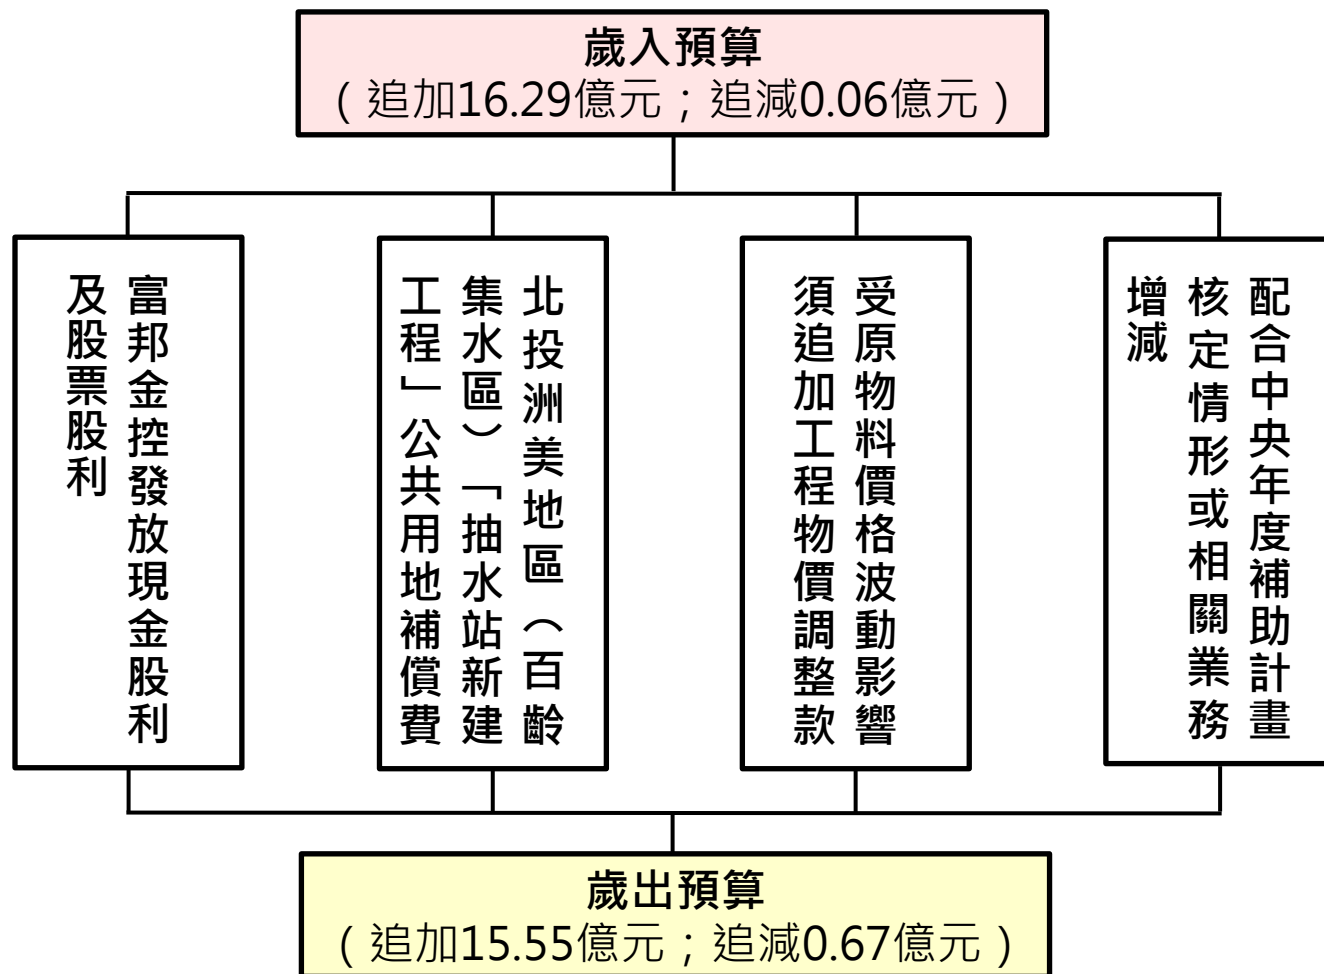 歲入預算
（追加16.29億元；追減0.06億元）
富邦金控發放現金股利
及股票股利
北投洲美地區（百齡
集水區）「抽水站新建
工程」公共用地補償費
受原物料價格波動影響
須追加工程物價調整款
配合中央年度補助計畫
核定情形或相關業務
增減
歲出預算
（追加15.55億元；追減0.67億元）